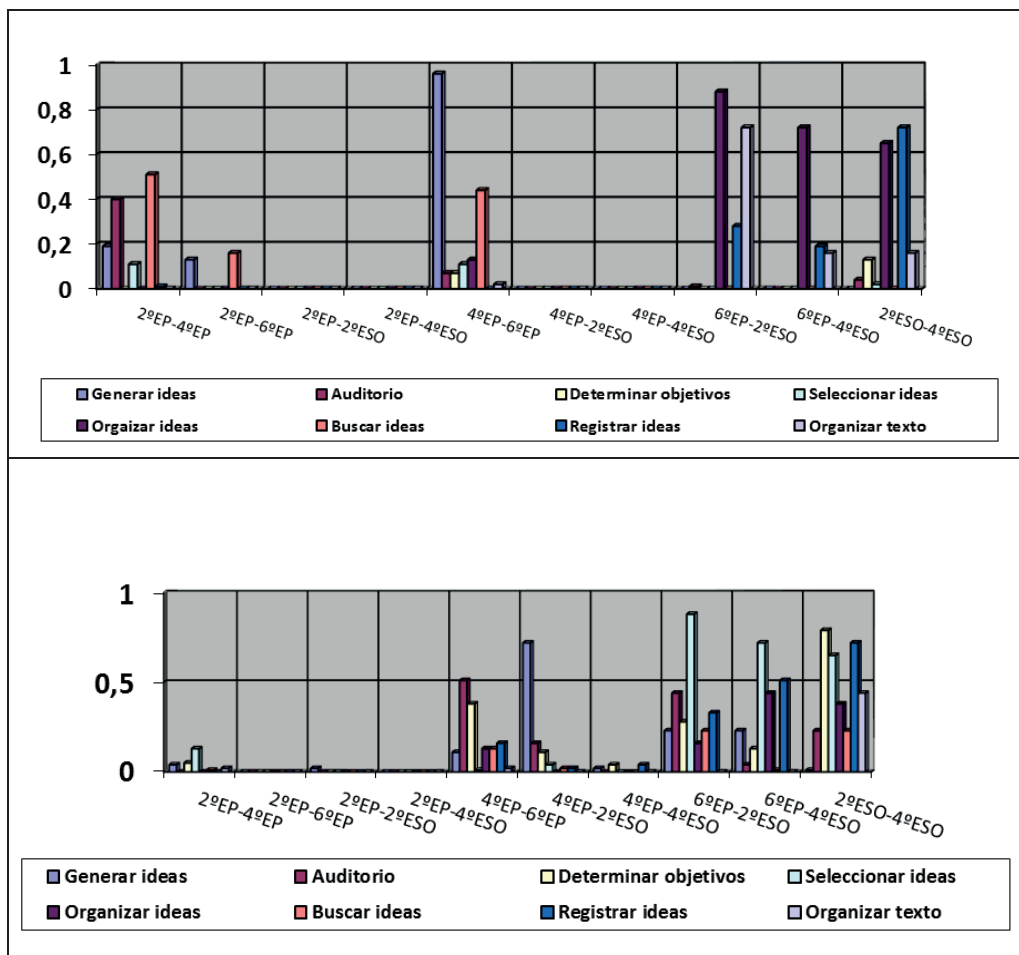 1
0,8
0,6
0,4
0,2
0
2ºEP-4ºEP
2ºEP-6ºEP
2ºEP-2ºESO
2ºEP-4ºESO
4ºEP-6ºEP
4ºEP-2ºESO
4ºEP-4ºESO
6ºEP-2ºESO
6ºEP-4ºESO
2ºESO-4ºESO
Generar ideas Auditorio Determinar objetivos Seleccionar ideas
Orgaizar ideas Buscar ideas Registrar ideas Organizar texto
1
0,5
0
2ºEP-4ºEP
2ºEP-6ºEP
2ºEP-2ºESO
2ºEP-4ºESO
4ºEP-6ºEP
4ºEP-2ºESO
4ºEP-4ºESO
6ºEP-2ºESO
6ºEP-4ºESO
2ºESO-4ºESO
Generar ideas Auditorio Determinar objetivos Seleccionar ideas
Organizar ideas Buscar ideas Registrar ideas Organizar texto